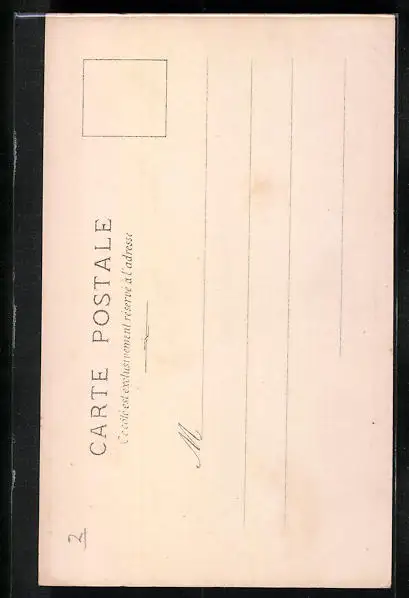 CARTE POSTALE
Ce côté est exclusivement réservé à l'adresse
M
2